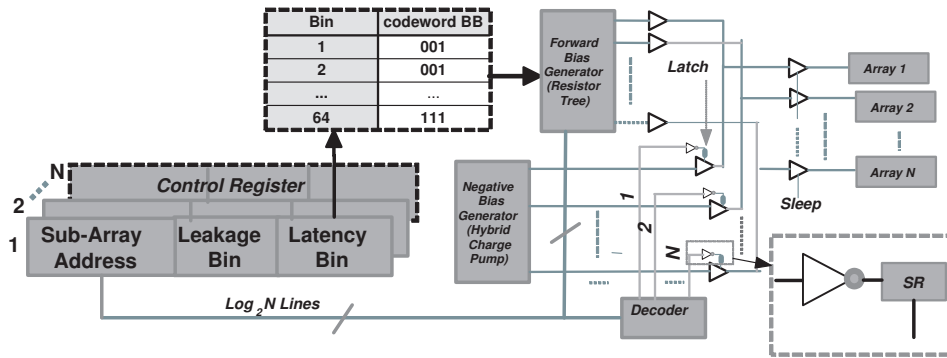 Bin codeword BB
1 001
2 001
... ...
64 111
Forward
Bias
Generator
(Resistor
Tree)
Latch
Array 1
Array 2
Array N
Sleep
N
2
1
Control Register
Sub-Array
Address
Leakage
Bin
Latency
Bin
Negative
Bias
Generator
(Hybrid
Charge
Pump)
1
2
N
Log 2N Lines
Decoder
SR